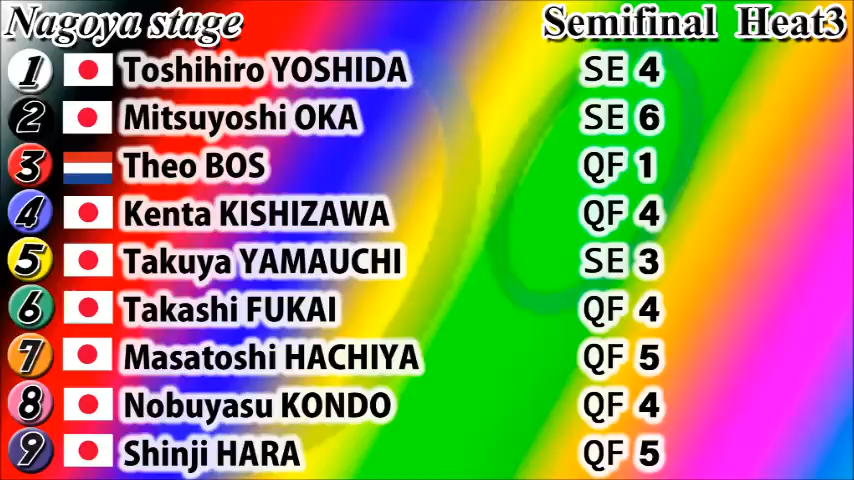 Nagoya stage Semifinal Heat3
1 Toshihiro YOSHIDA SE 4
2 Mitsuyoshi OKA SE 6
3 Theo BOS QF 1
4 Kenta KISHIZAWA QF 4
5 Takuya YAMAUCHI SE 3
6 Takashi FUKAI QF 4
7 Masatoshi HACHIYA QF 5
8 Nobuyasu KONDO QF 4
9 Shinji HARA QF 5